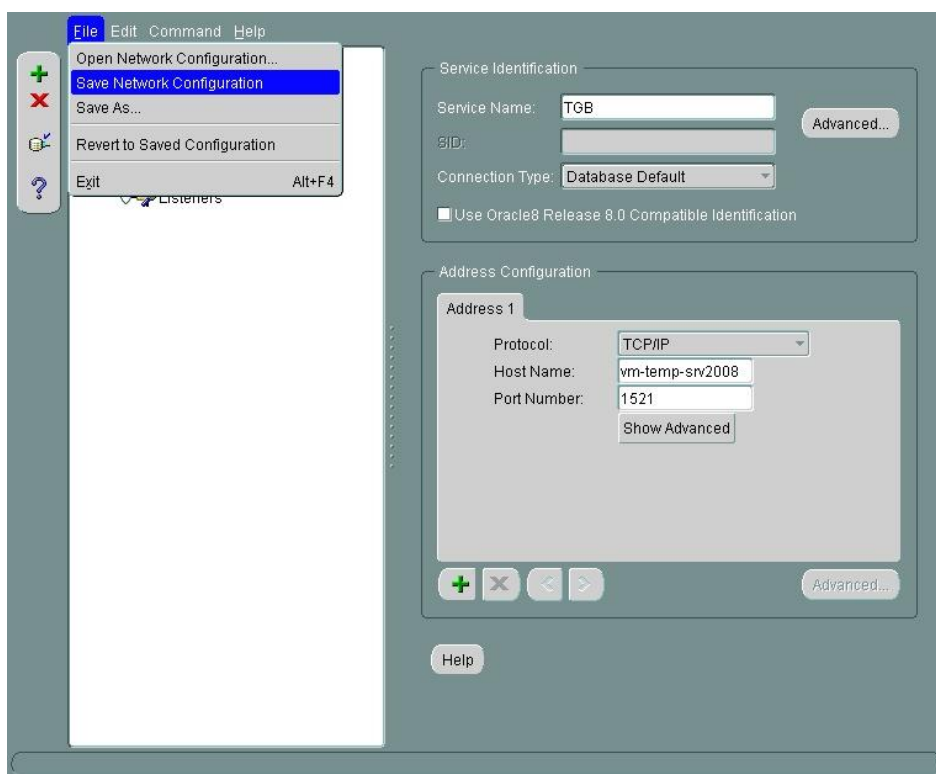 File Edit Command Help
Open Network Configuration...
Save Network Configuration
Save As...
Revert to Saved Configuration
Exit Alt+F4
Listeners
Service Identification
Service Name: TGB
SID:
Advanced...
Connection Type: Database Default
Use Oracle8 Release 8.0 Compatible Identification
Address Configuration
Address 1
Protocol: TCP/IP
Host Name: vm-temp-srv2008
Port Number: 1521
Show Advanced
Advanced...
Help